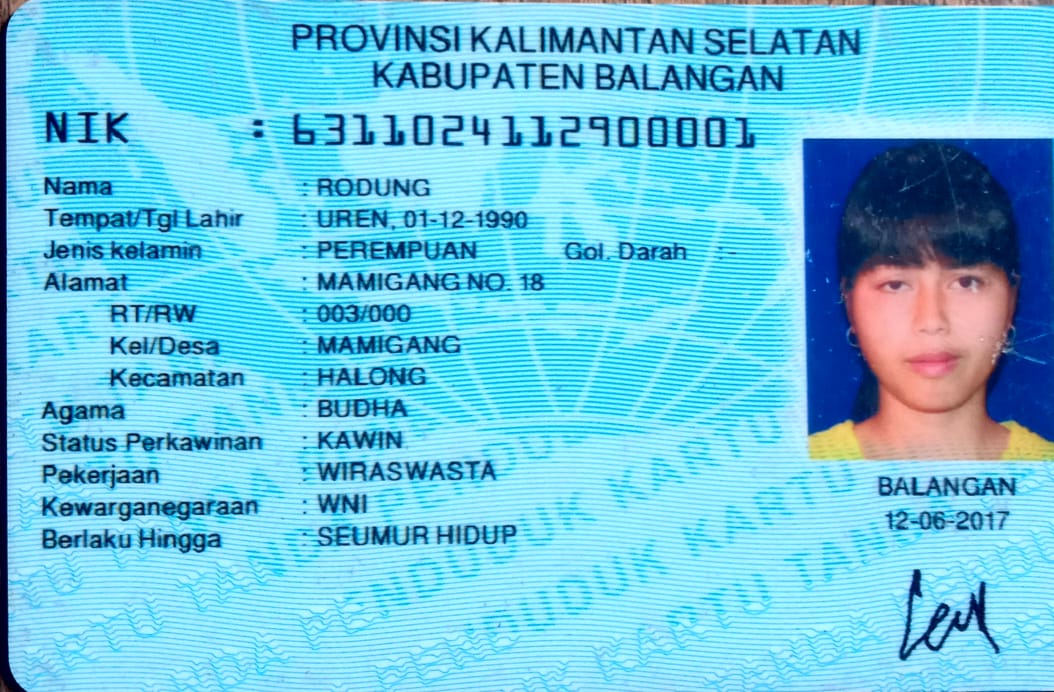 PROVINSI KALIMANTAN SELATAN
KABUPATEN BALANGAN
NIK : 6311024112900001
Nama : RODUNG
Tempat/Tgl Lahir : UREN, 01-12-1990
Jenis kelamin : PEREMPUAN Gol. Darah : -
Alamat : MAMIGANG NO. 18
RT/RW : 003/000
Kel/Desa : MAMIGANG
Kecamatan : HALONG
Agama : BUDHA
Status Perkawinan : KAWIN
Pekerjaan : WIRASWASTA
Kewarganegaraan : WNI
Berlaku Hingga : SEUMUR HIDUP
BALANGAN
12-06-2017